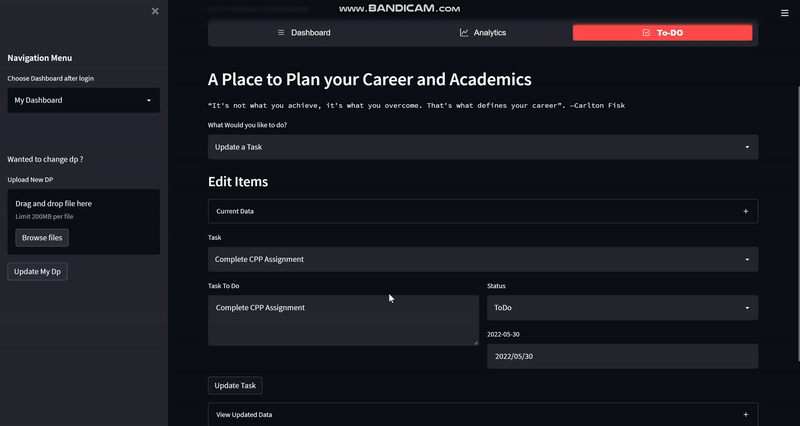 www.BANDICAM.com
Navigation Menu
Choose Dashboard after login
My Dashboard
Wanted to change dp ?
Upload New DP
Drag and drop file here
Limit 200MB per file
Browse files
Update My Dp
Dashboard
Analytics
To-DO
A Place to Plan your Career and Academics
“It's not what you achieve, it's what you overcome. That's what defines your career”. —Carlton Fisk
What Would you like to do?
Update a Task
Edit Items
Current Data
Task
Complete CPP Assignment
Task To Do
Complete CPP Assignment
Status
ToDo
2022-05-30
2022/05/30
Update Task
View Updated Data